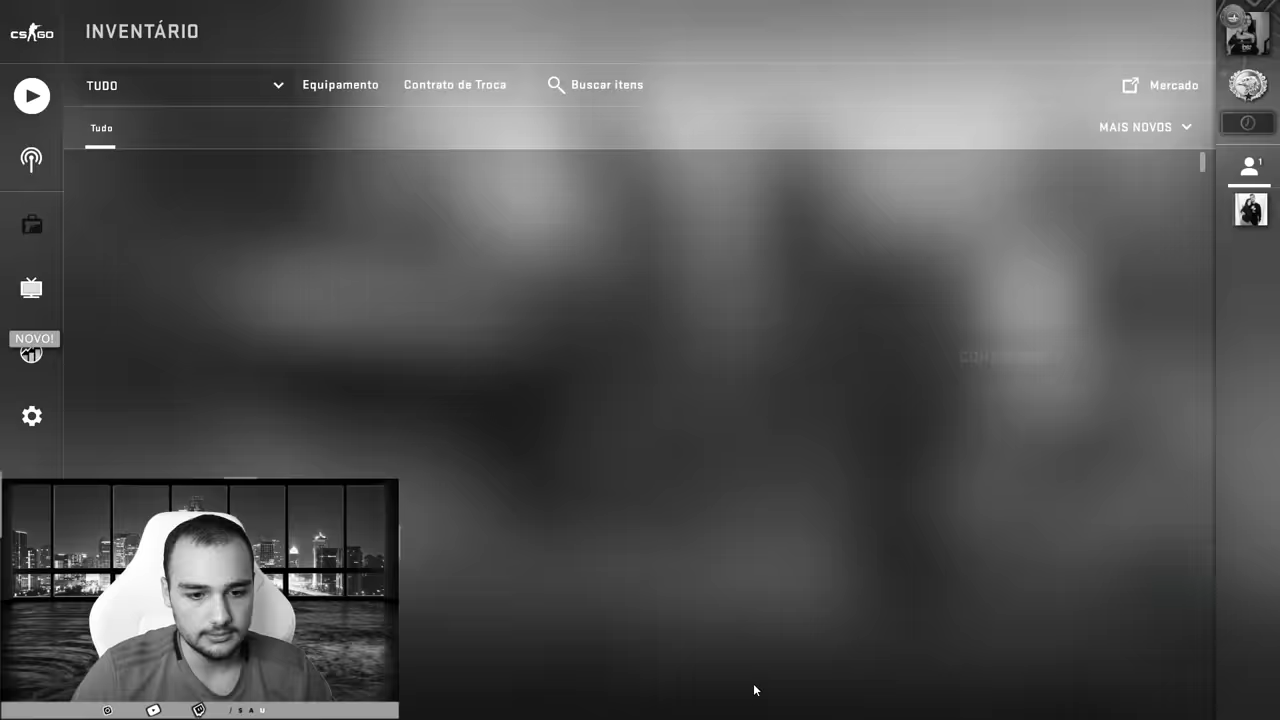 CS GO
INVENTÁRIO
TUDO
Equipamento
Contrato de Troca
Buscar itens
Mercado
Tudo
MAIS NOVOS
1
NOVO!
/ S A U